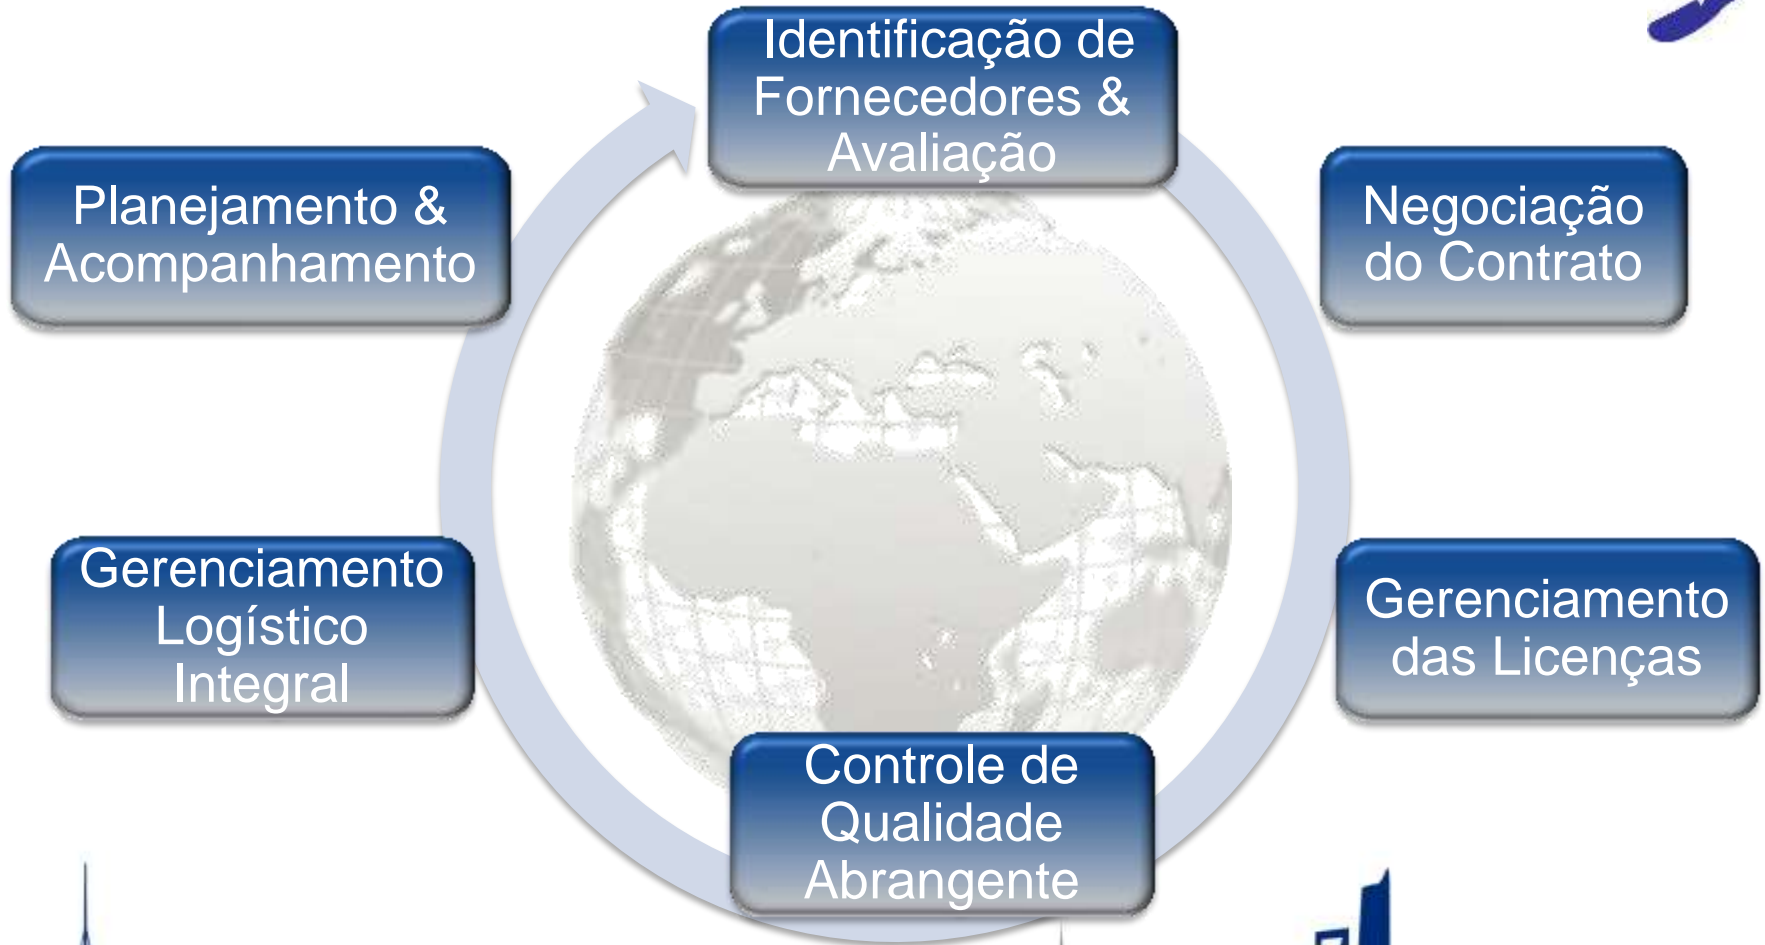 Identificação de
Fornecedores &
Avaliação
Planejamento &
Acompanhamento
Negociação
do Contrato
Gerenciamento
Logístico
Integral
Gerenciamento
das Licenças
Controle de
Qualidade
Abrangente